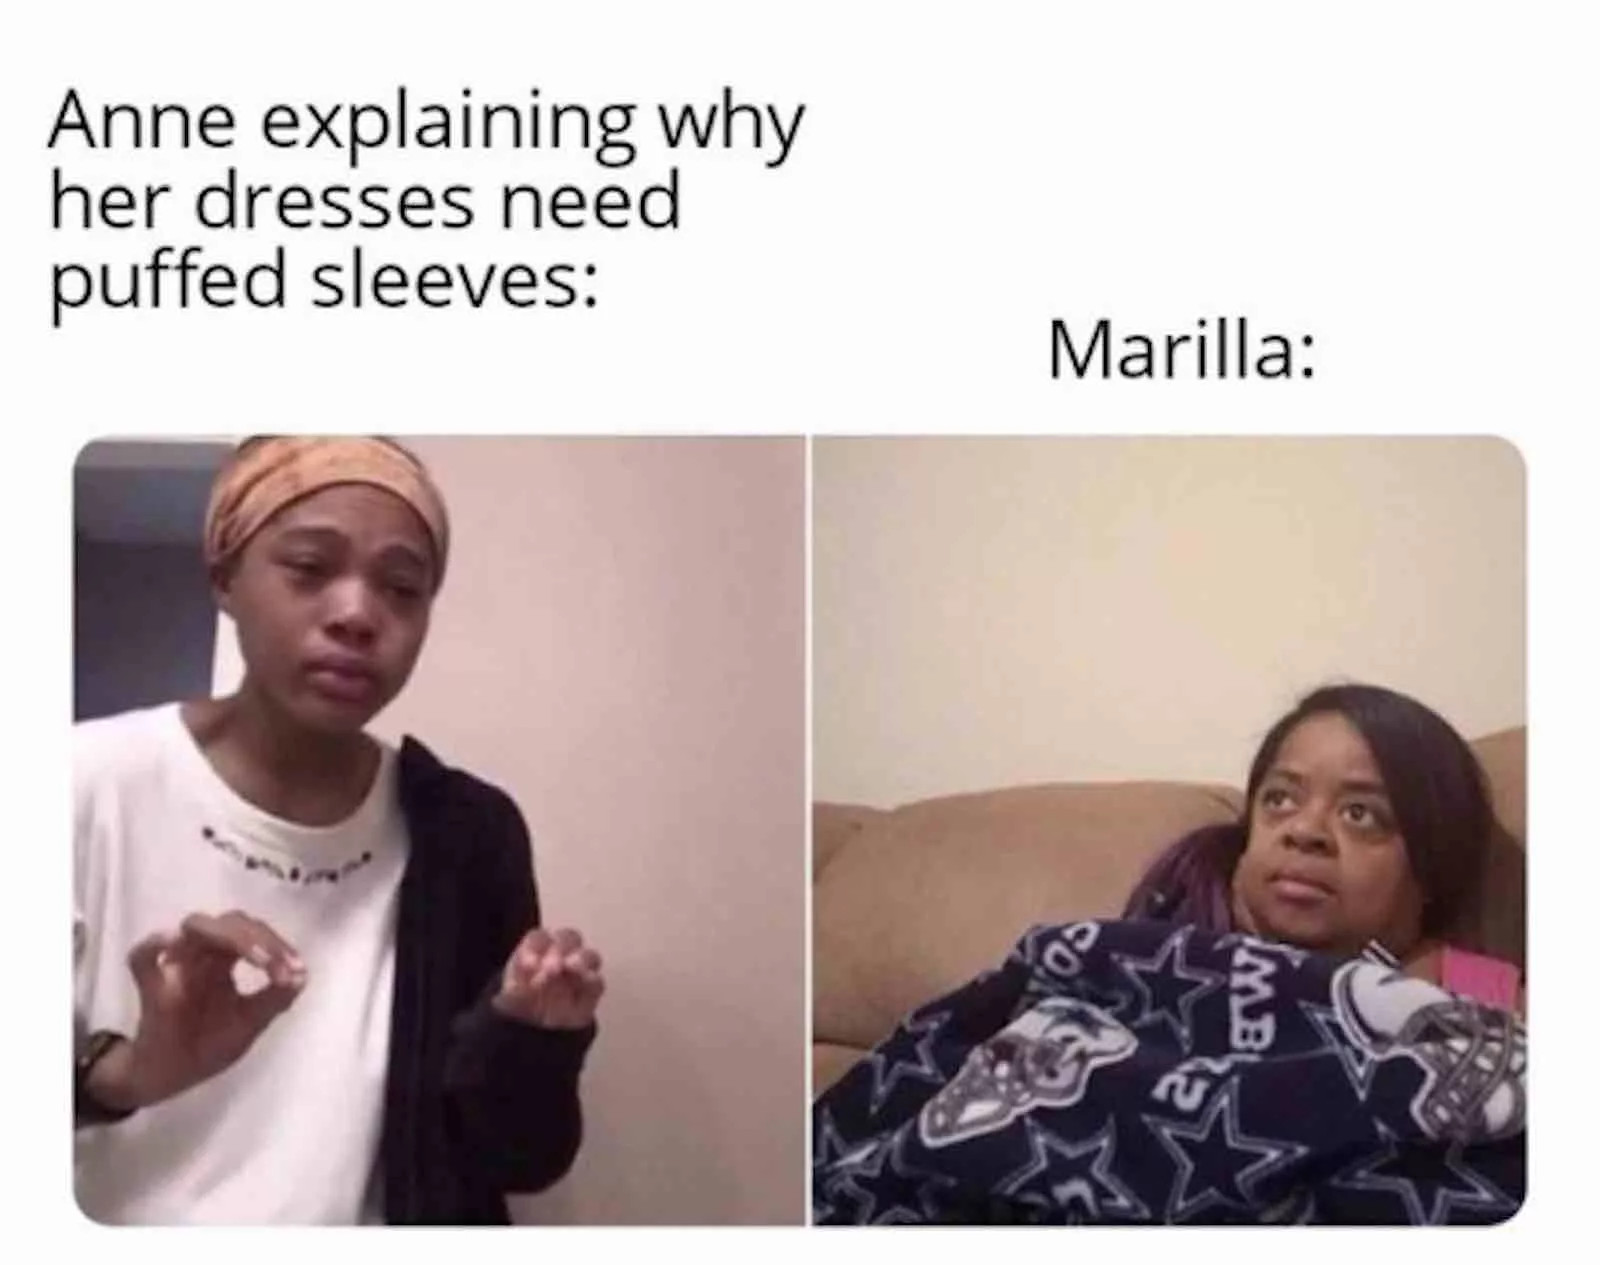 Anne explaining why
her dresses need
puffed sleeves:
Marilla: